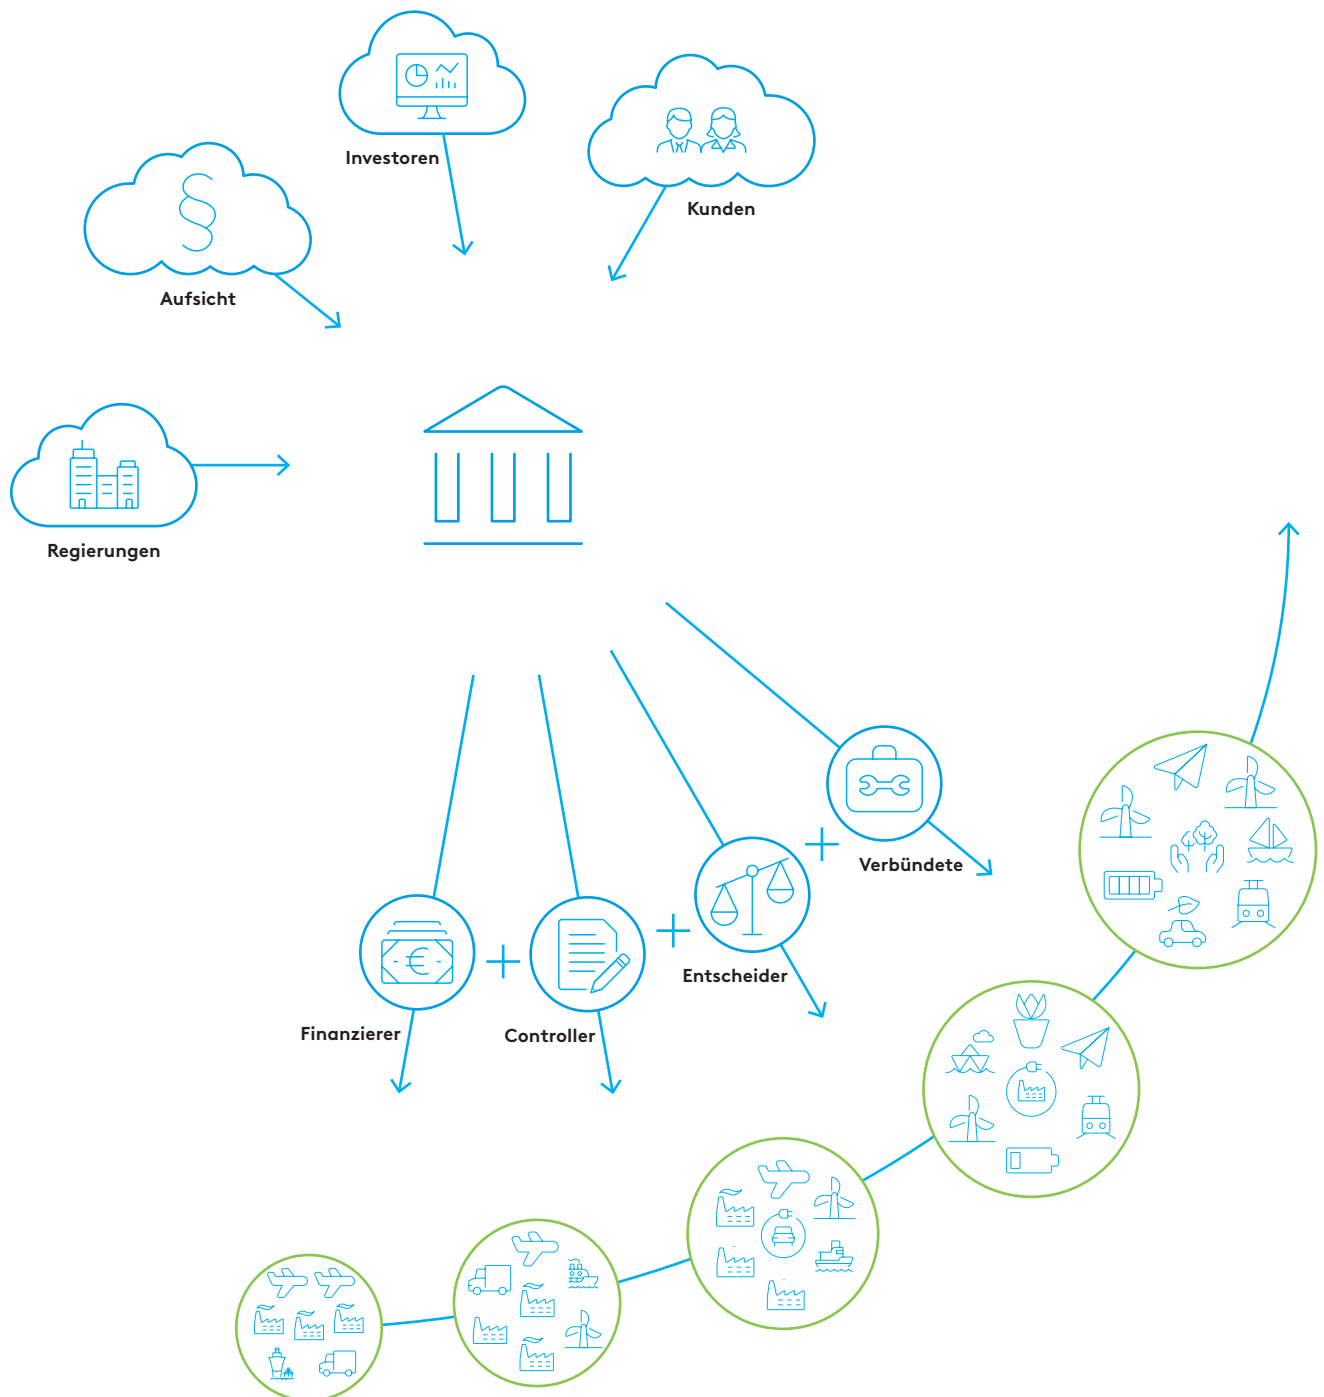 Investoren
Kunden
Aufsicht
Regierungen
Verbündete
Entscheider
Finanzierer
Controller